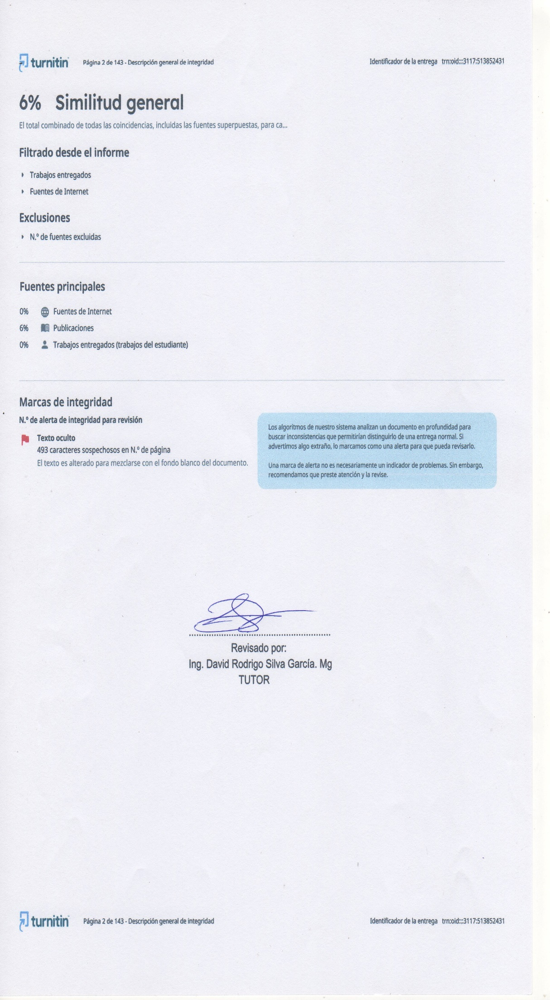 turnitin Página 2 de 143 - Descripción general de integridad Identificador de la entrega trn:oid:::3117:513852431
6% Similitud general
El total combinado de todas las coincidencias, incluidas las fuentes superpuestas, para ca...
Filtrado desde el informe
Trabajos entregados
Fuentes de Internet
Exclusiones
N.º de fuentes excluidas
Fuentes principales
0% Fuentes de Internet
6% Publicaciones
0% Trabajos entregados (trabajos del estudiante)
Marcas de integridad
N.º de alerta de integridad para revisión
Texto oculto
493 caracteres sospechosos en N.º de página
El texto es alterado para mezclarse con el fondo blanco del documento.
Los algoritmos de nuestro sistema analizan un documento en profundidad para
buscar inconsistencias que permitirían distinguirlo de una entrega normal. Si
advertimos algo extraño, lo marcamos como una alerta para que pueda revisarlo.
Una marca de alerta no es necesariamente un indicador de problemas. Sin embargo,
recomendamos que preste atención y la revise.
Revisado por:
Ing. David Rodrigo Silva García. Mg
TUTOR
turnitin Página 2 de 143 - Descripción general de integridad Identificador de la entrega trn:oid:::3117:513852431